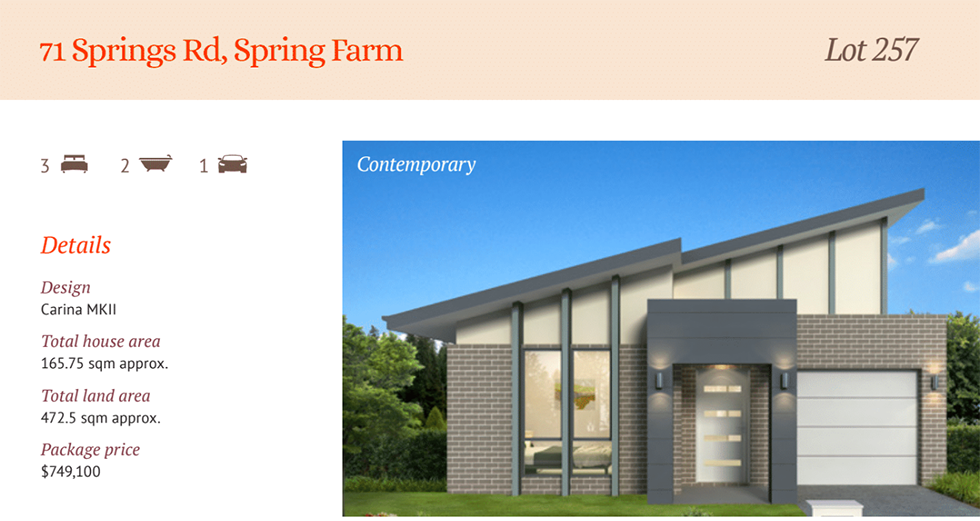 71 Springs Rd, Spring Farm
Lot 257
3 2 1
Contemporary
Details
Design
Carina MKII
Total house area
165.75 sqm approx.
Total land area
472.5 sqm approx.
Package price
$749,100